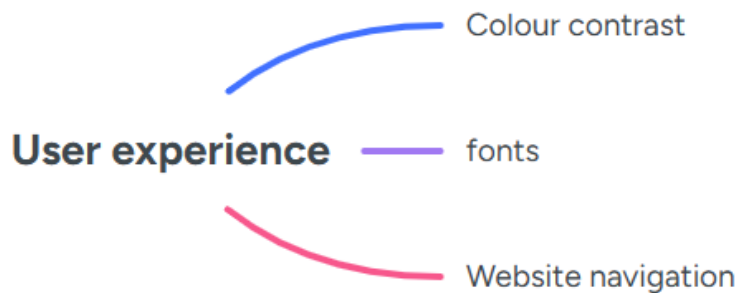 Colour contrast
User experience
fonts
Website navigation